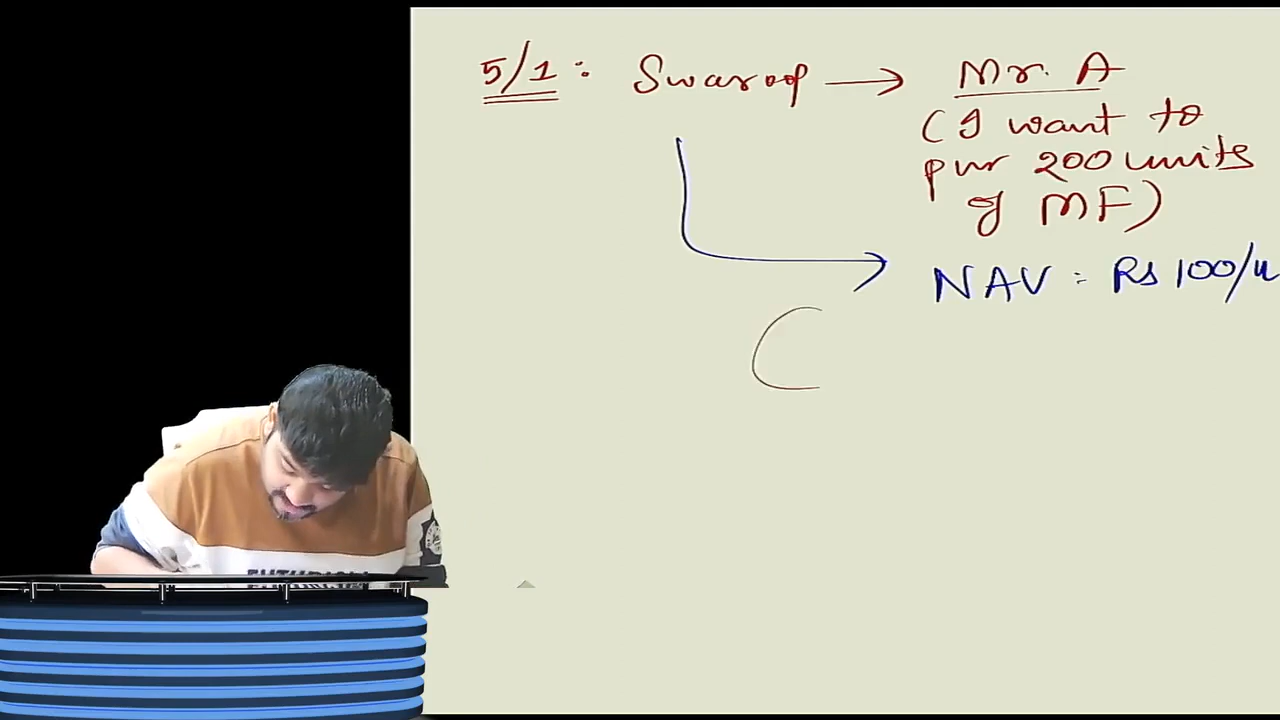 5/1: Swaroop → Mr. A
(I want to
pur 200 units
of MF)
NAV : Rs 100/u
(